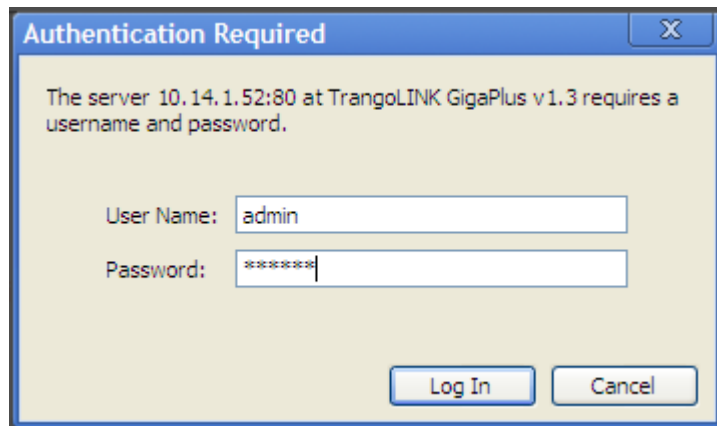 Authentication Required
The server 10.14.1.52:80 at TrangoLINK GigaPlus v1.3 requires a
username and password.
User Name: admin
Password: ******
Log In Cancel